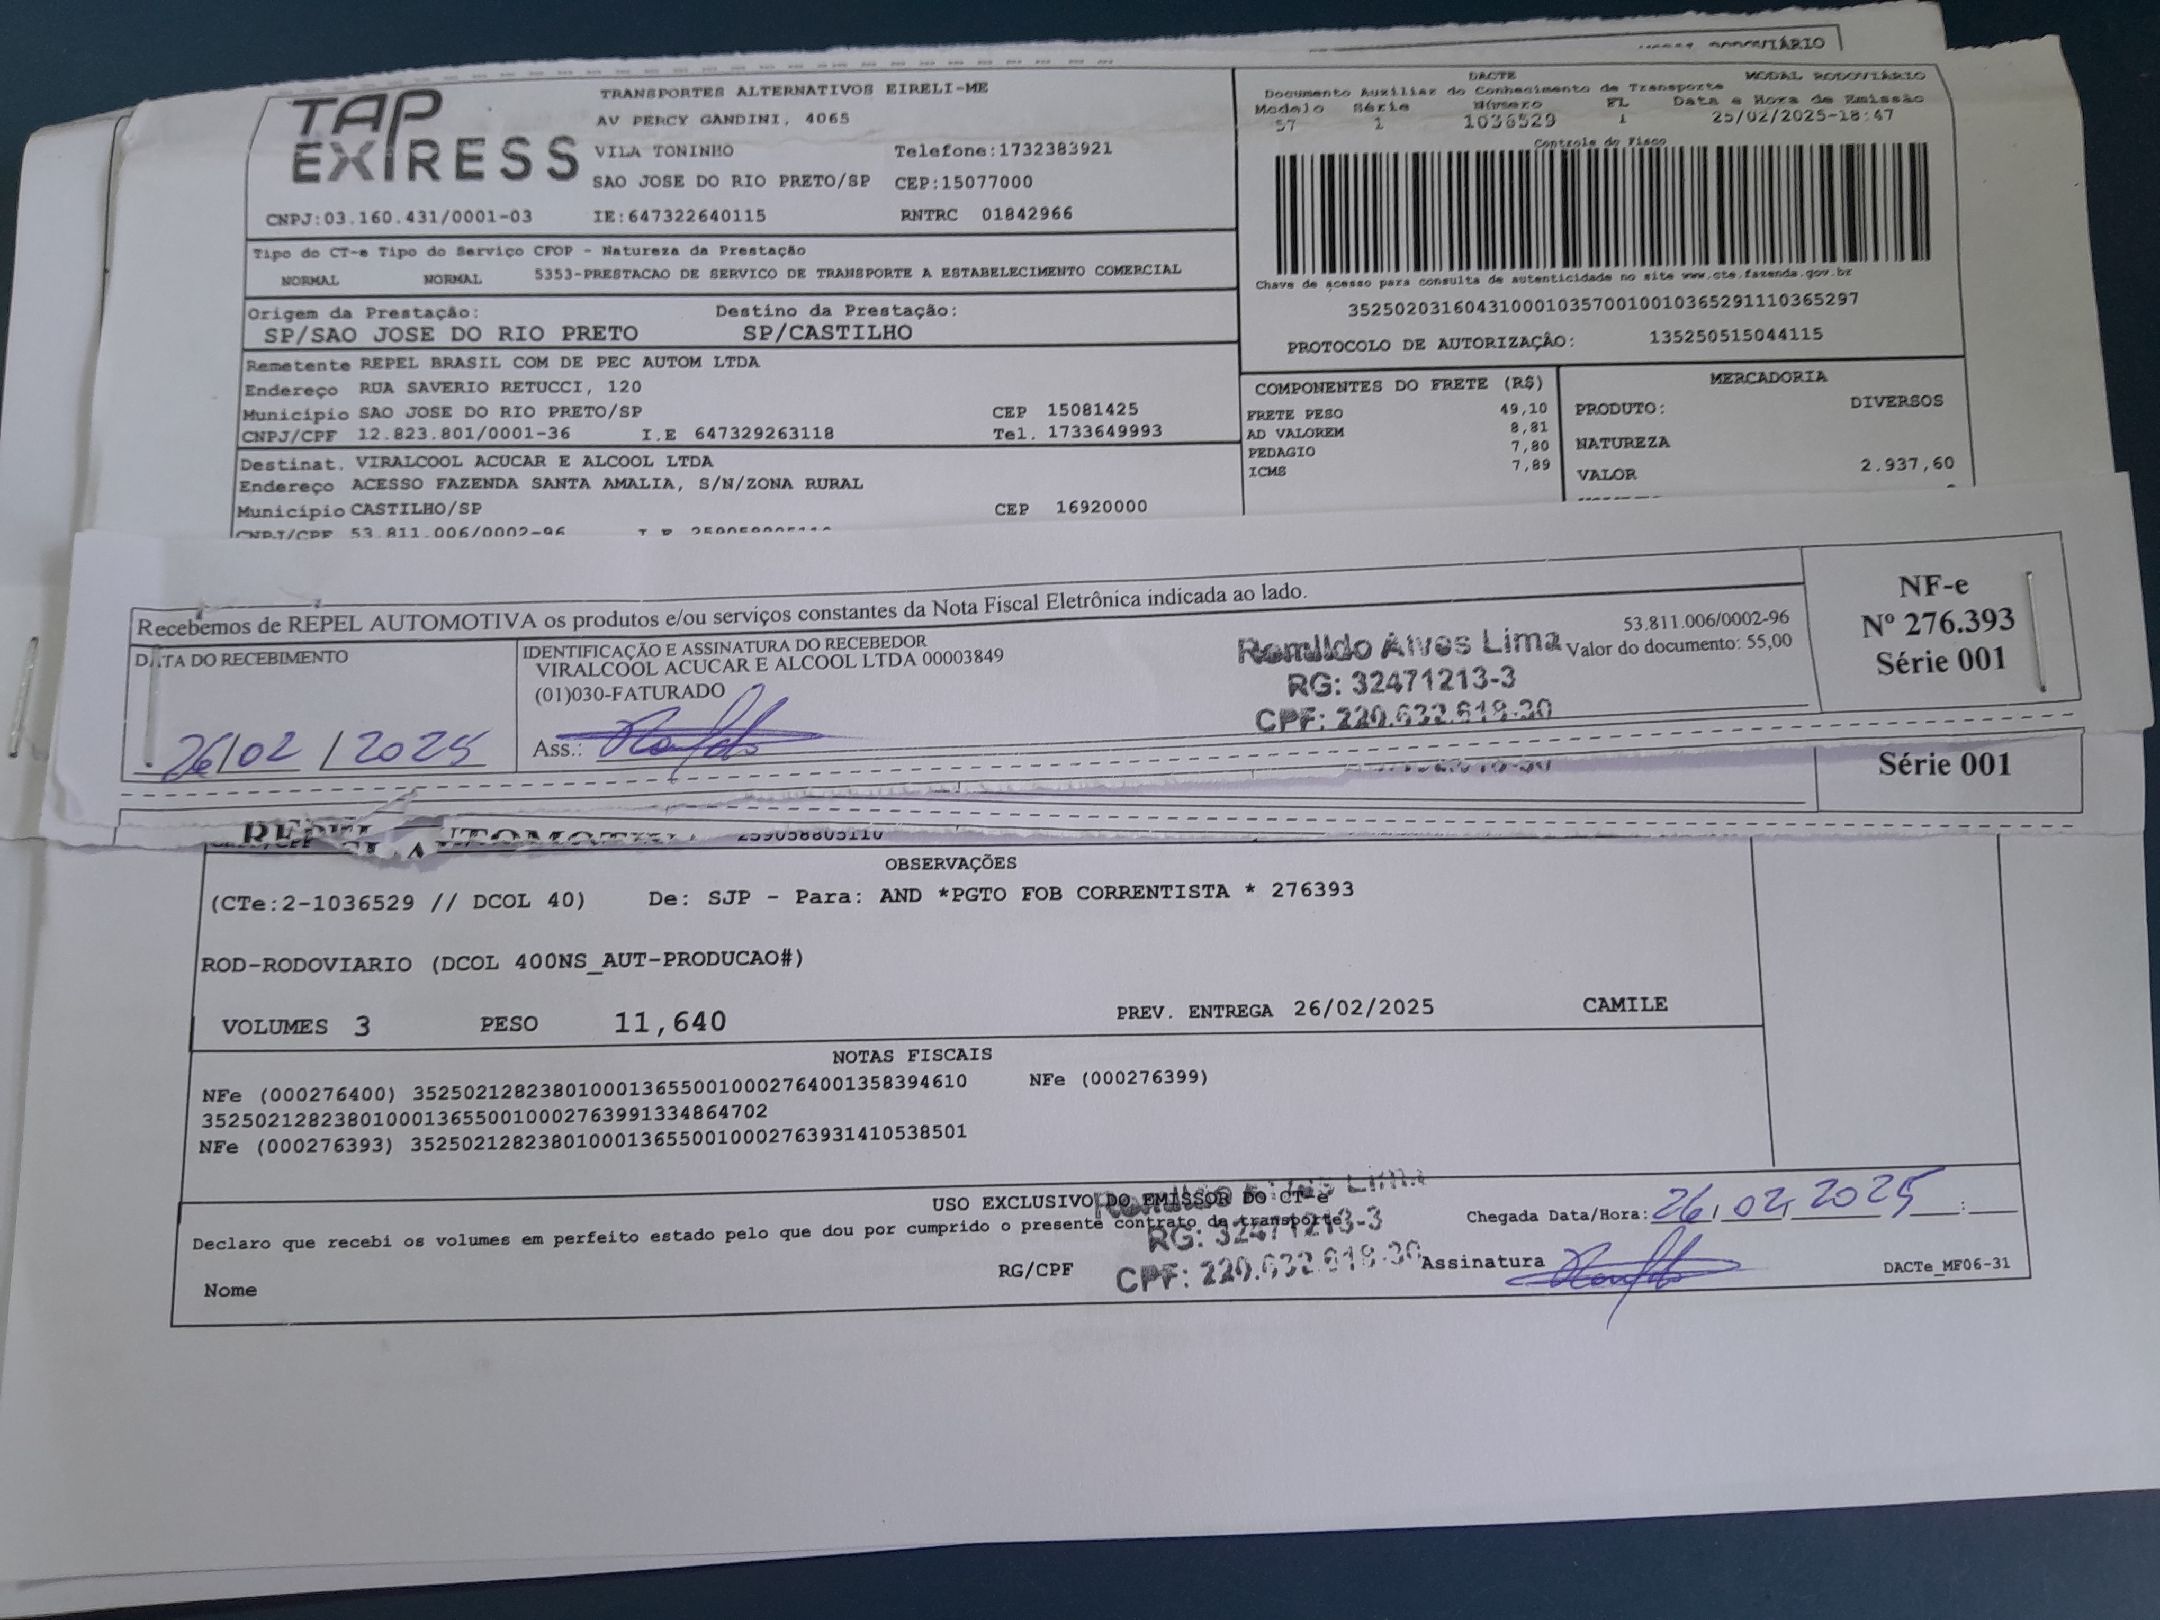 TAP
EXPRESS
TRANSPORTES ALTERNATIVOS EIRELI-ME
AV PERCY GANDINI, 4065
VILA TONINHO Telefone:1732383921
SAO JOSE DO RIO PRETO/SP CEP:15077000
CNPJ:03.160.431/0001-03 IE:647322640115 RNTRC 01842966
DACTE MODAL RODOVIÁRIO
Documento Auxiliar do Conhecimento de Transporte
Modelo Série Número FL Data e Hora de Emissão
57 1 1036529 1 25/02/2025-18:47
Controle do Fisco
Chave de acesso para consulta de autenticidade no site www.cte.fazenda.gov.br
35250203160431000103570010010365291110365297
PROTOCOLO DE AUTORIZAÇÃO: 135250515044115
Tipo do CT-e Tipo do Serviço CFOP - Natureza da Prestação
NORMAL NORMAL 5353-PRESTACAO DE SERVICO DE TRANSPORTE A ESTABELECIMENTO COMERCIAL
Origem da Prestação: Destino da Prestação:
SP/SAO JOSE DO RIO PRETO SP/CASTILHO
Remetente REPEL BRASIL COM DE PEC AUTOM LTDA
Endereço RUA SAVERIO RETUCCI, 120
Município SAO JOSE DO RIO PRETO/SP CEP 15081425
CNPJ/CPF 12.823.801/0001-36 I.E 647329263118 Tel. 1733649993
Destinat. VIRALCOOL ACUCAR E ALCOOL LTDA
Endereço ACESSO FAZENDA SANTA AMALIA, S/N/ZONA RURAL
Município CASTILHO/SP CEP 16920000
CNPJ/CPF 53.811.006/0002-96
COMPONENTES DO FRETE (R$)
FRETE PESO 49,10
AD VALOREM 8,81
PEDAGIO 7,80
ICMS 7,89
MERCADORIA
PRODUTO: DIVERSOS
NATUREZA
VALOR 2.937,60
Recebemos de REPEL AUTOMOTIVA os produtos e/ou serviços constantes da Nota Fiscal Eletrônica indicada ao lado.
DATA DO RECEBIMENTO
26/02/2025
IDENTIFICAÇÃO E ASSINATURA DO RECEBEDOR
VIRALCOOL ACUCAR E ALCOOL LTDA 00003849
(01)030-FATURADO
Ass.:
53.811.006/0002-96
Valor do documento: 55,00
Romildo Alves Lima
RG: 32471213-3
CPF: 220.632.618-30
NF-e
Nº 276.393
Série 001
Série 001
REPEL AUTOMOTIVA
259058805110
OBSERVAÇÕES
(CTe:2-1036529 // DCOL 40) De: SJP - Para: AND *PGTO FOB CORRENTISTA * 276393
ROD-RODOVIARIO (DCOL 400NS_AUT-PRODUCAO#)
VOLUMES 3 PESO 11,640 PREV. ENTREGA 26/02/2025 CAMILE
NOTAS FISCAIS
NFe (000276400) 35250212823801000136550010002764001358394610 NFe (000276399)
35250212823801000136550010002763991334864702
NFe (000276393) 35250212823801000136550010002763931410538501
USO EXCLUSIVO DO EMISSOR DO CT-e
Declaro que recebi os volumes em perfeito estado pelo que dou por cumprido o presente contrato de transporte
Chegada Data/Hora: 26/02/2025
Nome RG/CPF Assinatura DACTe_MF06-31
Romildo Alves Lima
RG: 32471213-3
CPF: 220.632.618-30